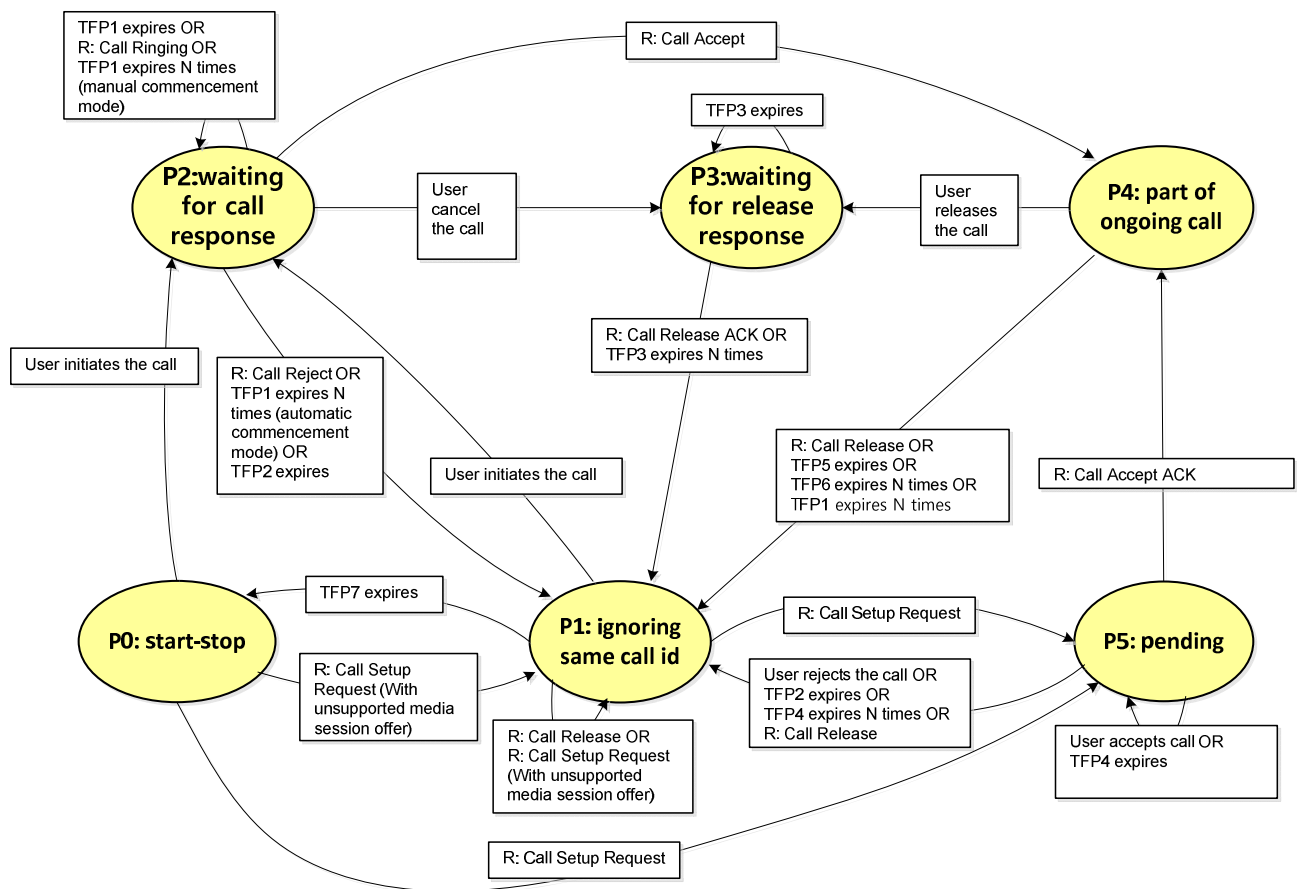 TFP1 expires OR
R: Call Ringing OR
TFP1 expires N times
(manual commencement
mode)
R: Call Accept
TFP3 expires
P2:waiting
for call
response
User
cancel
the call
P3:waiting
for release
response
User
releases
the call
P4: part of
ongoing call
User initiates the call
R: Call Reject OR
TFP1 expires N
times (automatic
commencement
mode) OR
TFP2 expires
User initiates the call
R: Call Release ACK OR
TFP3 expires N times
R: Call Release OR
TFP5 expires OR
TFP6 expires N times OR
TFP1 expires N times
R: Call Accept ACK
P0: start-stop
TFP7 expires
R: Call Setup
Request (With
unsupported media
session offer)
P1: ignoring
same call id
R: Call Release OR
R: Call Setup Request
(With unsupported
media session offer)
R: Call Setup Request
User rejects the call OR
TFP2 expires OR
TFP4 expires N times OR
R: Call Release
P5: pending
User accepts call OR
TFP4 expires
R: Call Setup Request